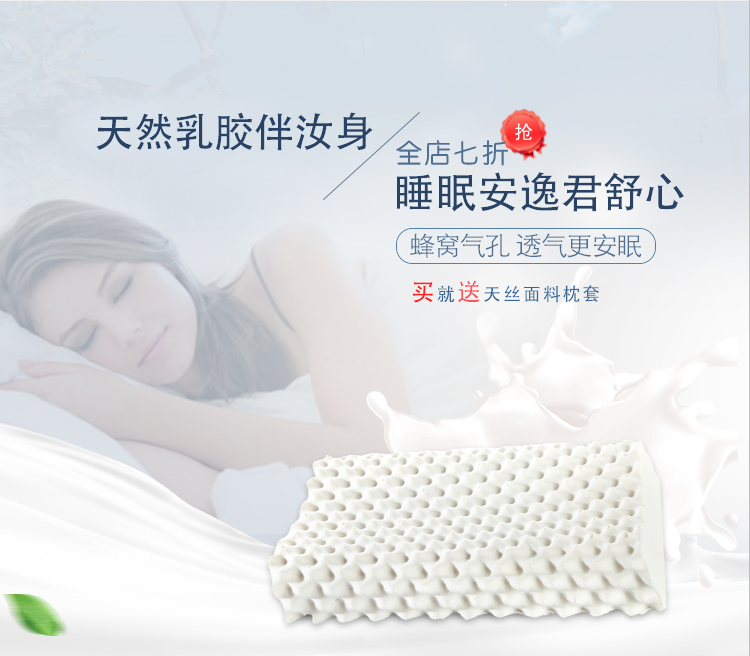 天然乳胶伴汝身
抢
全店七折
睡眠安逸君舒心
蜂窝气孔 透气更安眠
买就送天丝面料枕套